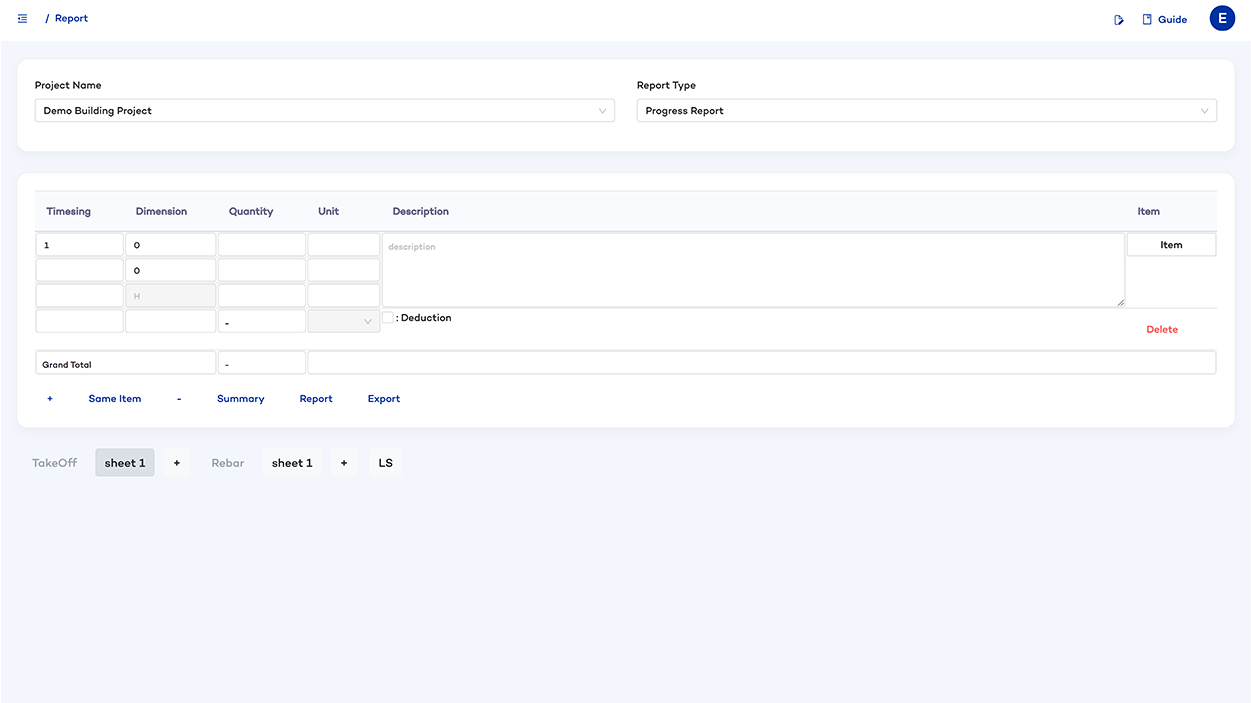 / Report
Guide
E
Project Name
Report Type
Demo Building Project
Progress Report
Timesing Dimension Quantity Unit Description Item
1 0 description Item
0
H
- : Deduction
Delete
Grand Total -
+ Same Item - Summary Report Export
TakeOff sheet 1 + Rebar sheet 1 + LS